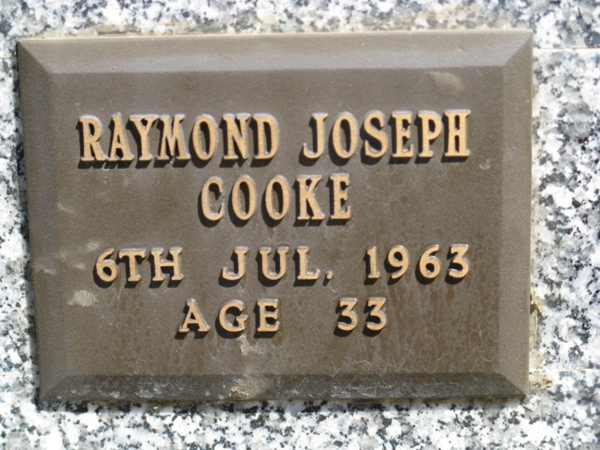 RAYMOND JOSEPH
COOKE
6TH JUL. 1963
AGE 33